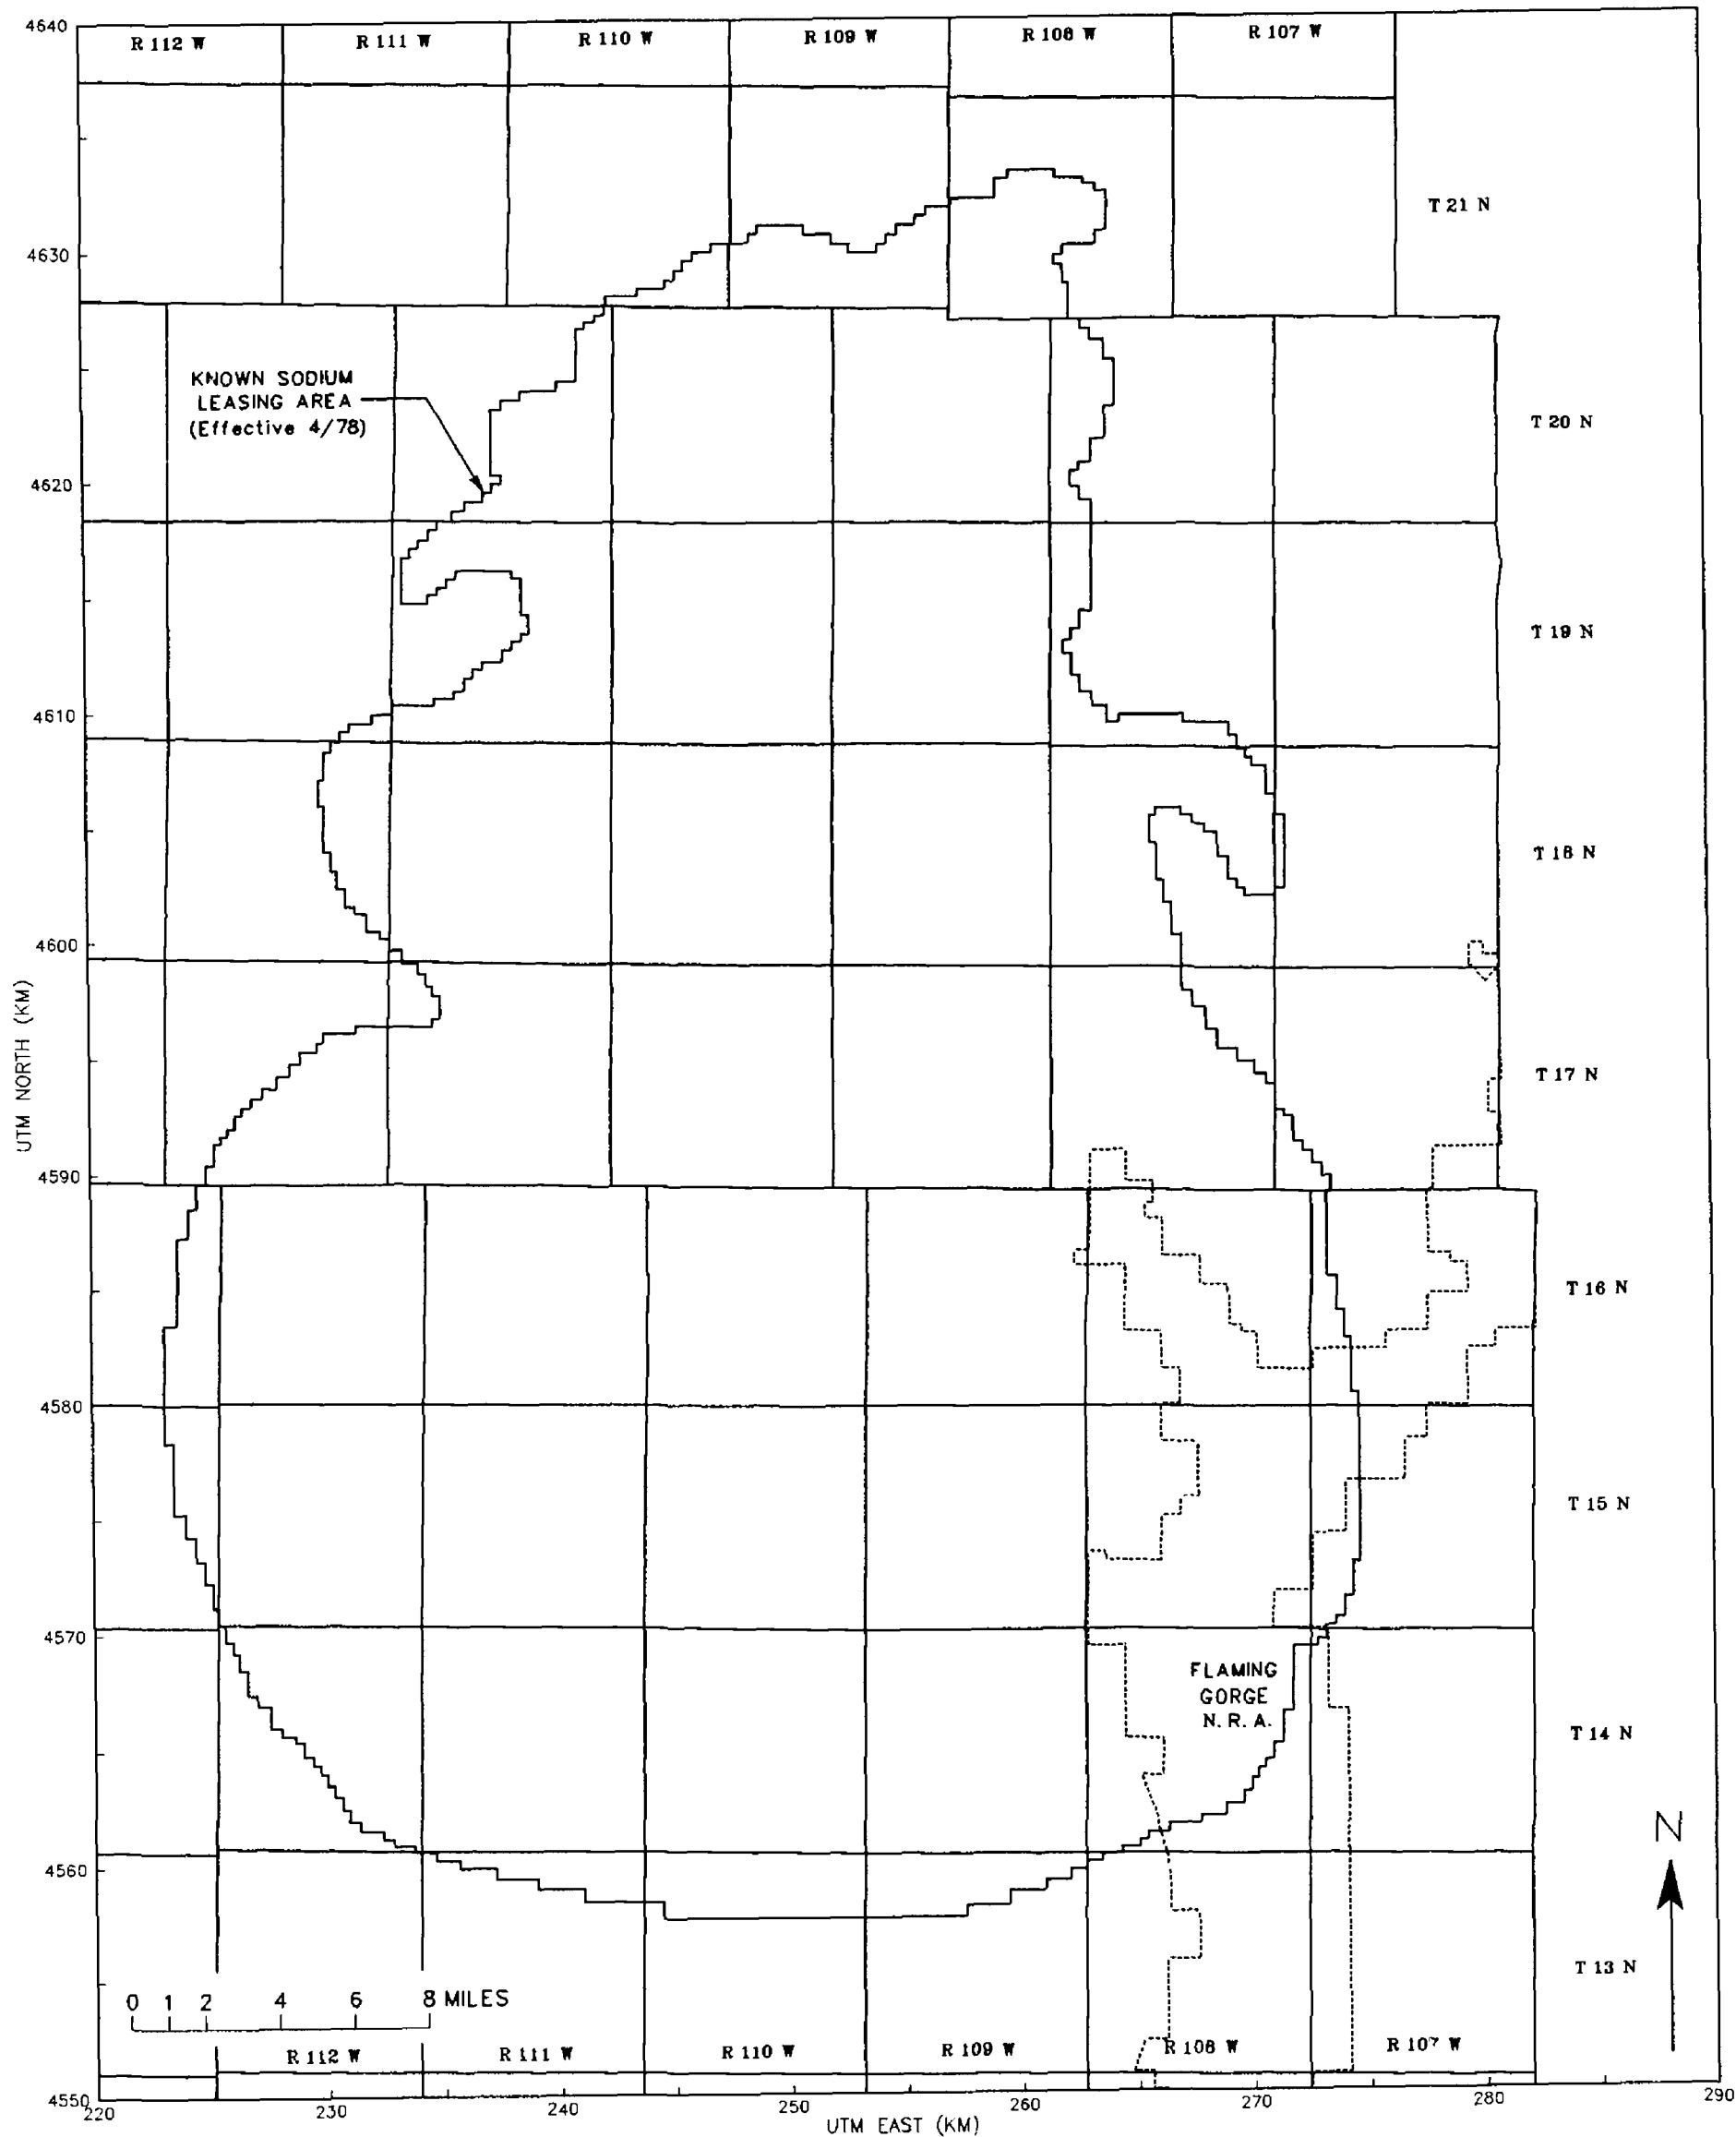 4640
R 112 W R 111 W R 110 W R 109 W R 108 W R 107 W
T 21 N
4630
KNOWN SODIUM
LEASING AREA
(Effective 4/78)
T 20 N
4620
T 19 N
4610
T 18 N
4600
UTM NORTH (KM)
T 17 N
4590
T 16 N
4580
T 15 N
4570
FLAMING
GORGE
N. R. A.
T 14 N
N
4560
T 13 N
0 1 2 4 6 8 MILES
R 112 W R 111 W R 110 W R 109 W R 108 W R 107 W
4550
220 230 240 250 260 270 280 290
UTM EAST (KM)